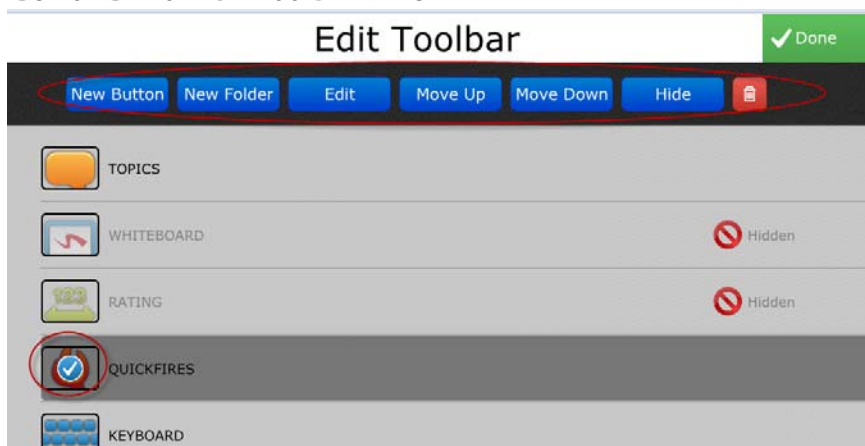 Edit Toolbar
Done
New Button New Folder Edit Move Up Move Down Hide
TOPICS
WHITEBOARD Hidden
123
RATING Hidden
QUICKFIRES
KEYBOARD